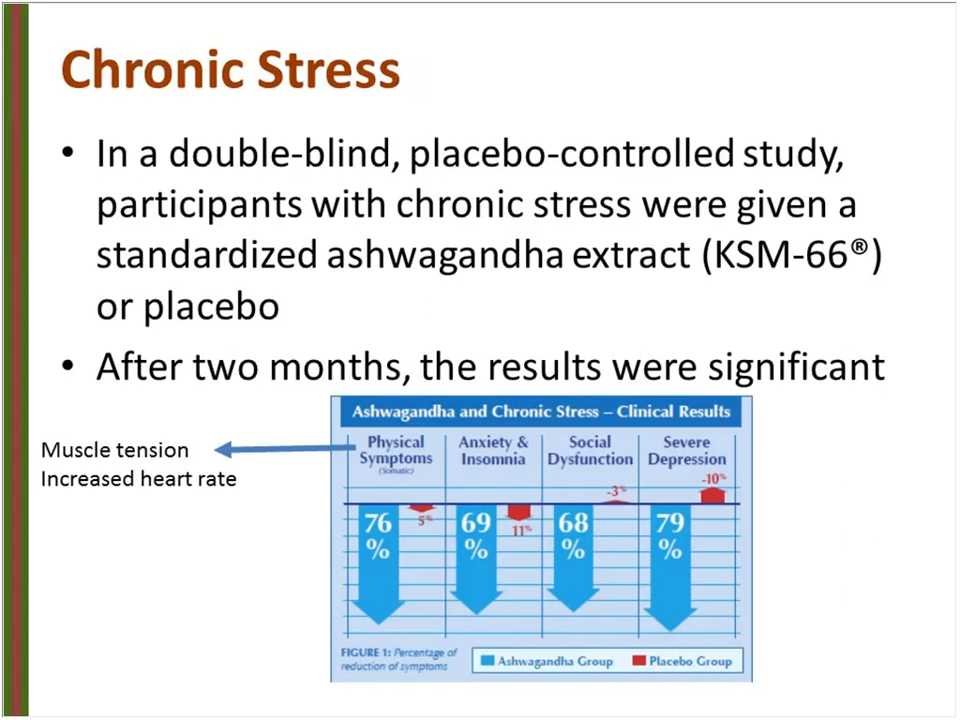 Chronic Stress
• In a double-blind, placebo-controlled study,
participants with chronic stress were given a
standardized ashwagandha extract (KSM-66®)
or placebo
• After two months, the results were significant
Ashwagandha and Chronic Stress – Clinical Results
Muscle tension
Increased heart rate
Physical
Symptoms
(Somatic)
Anxiety &
Insomnia
Social
Dysfunction
Severe
Depression
76
%
5%
69
%
11%
-3%
68
%
-10%
79
%
FIGURE 1: Percentage of
reduction of symptoms
Ashwagandha Group
Placebo Group